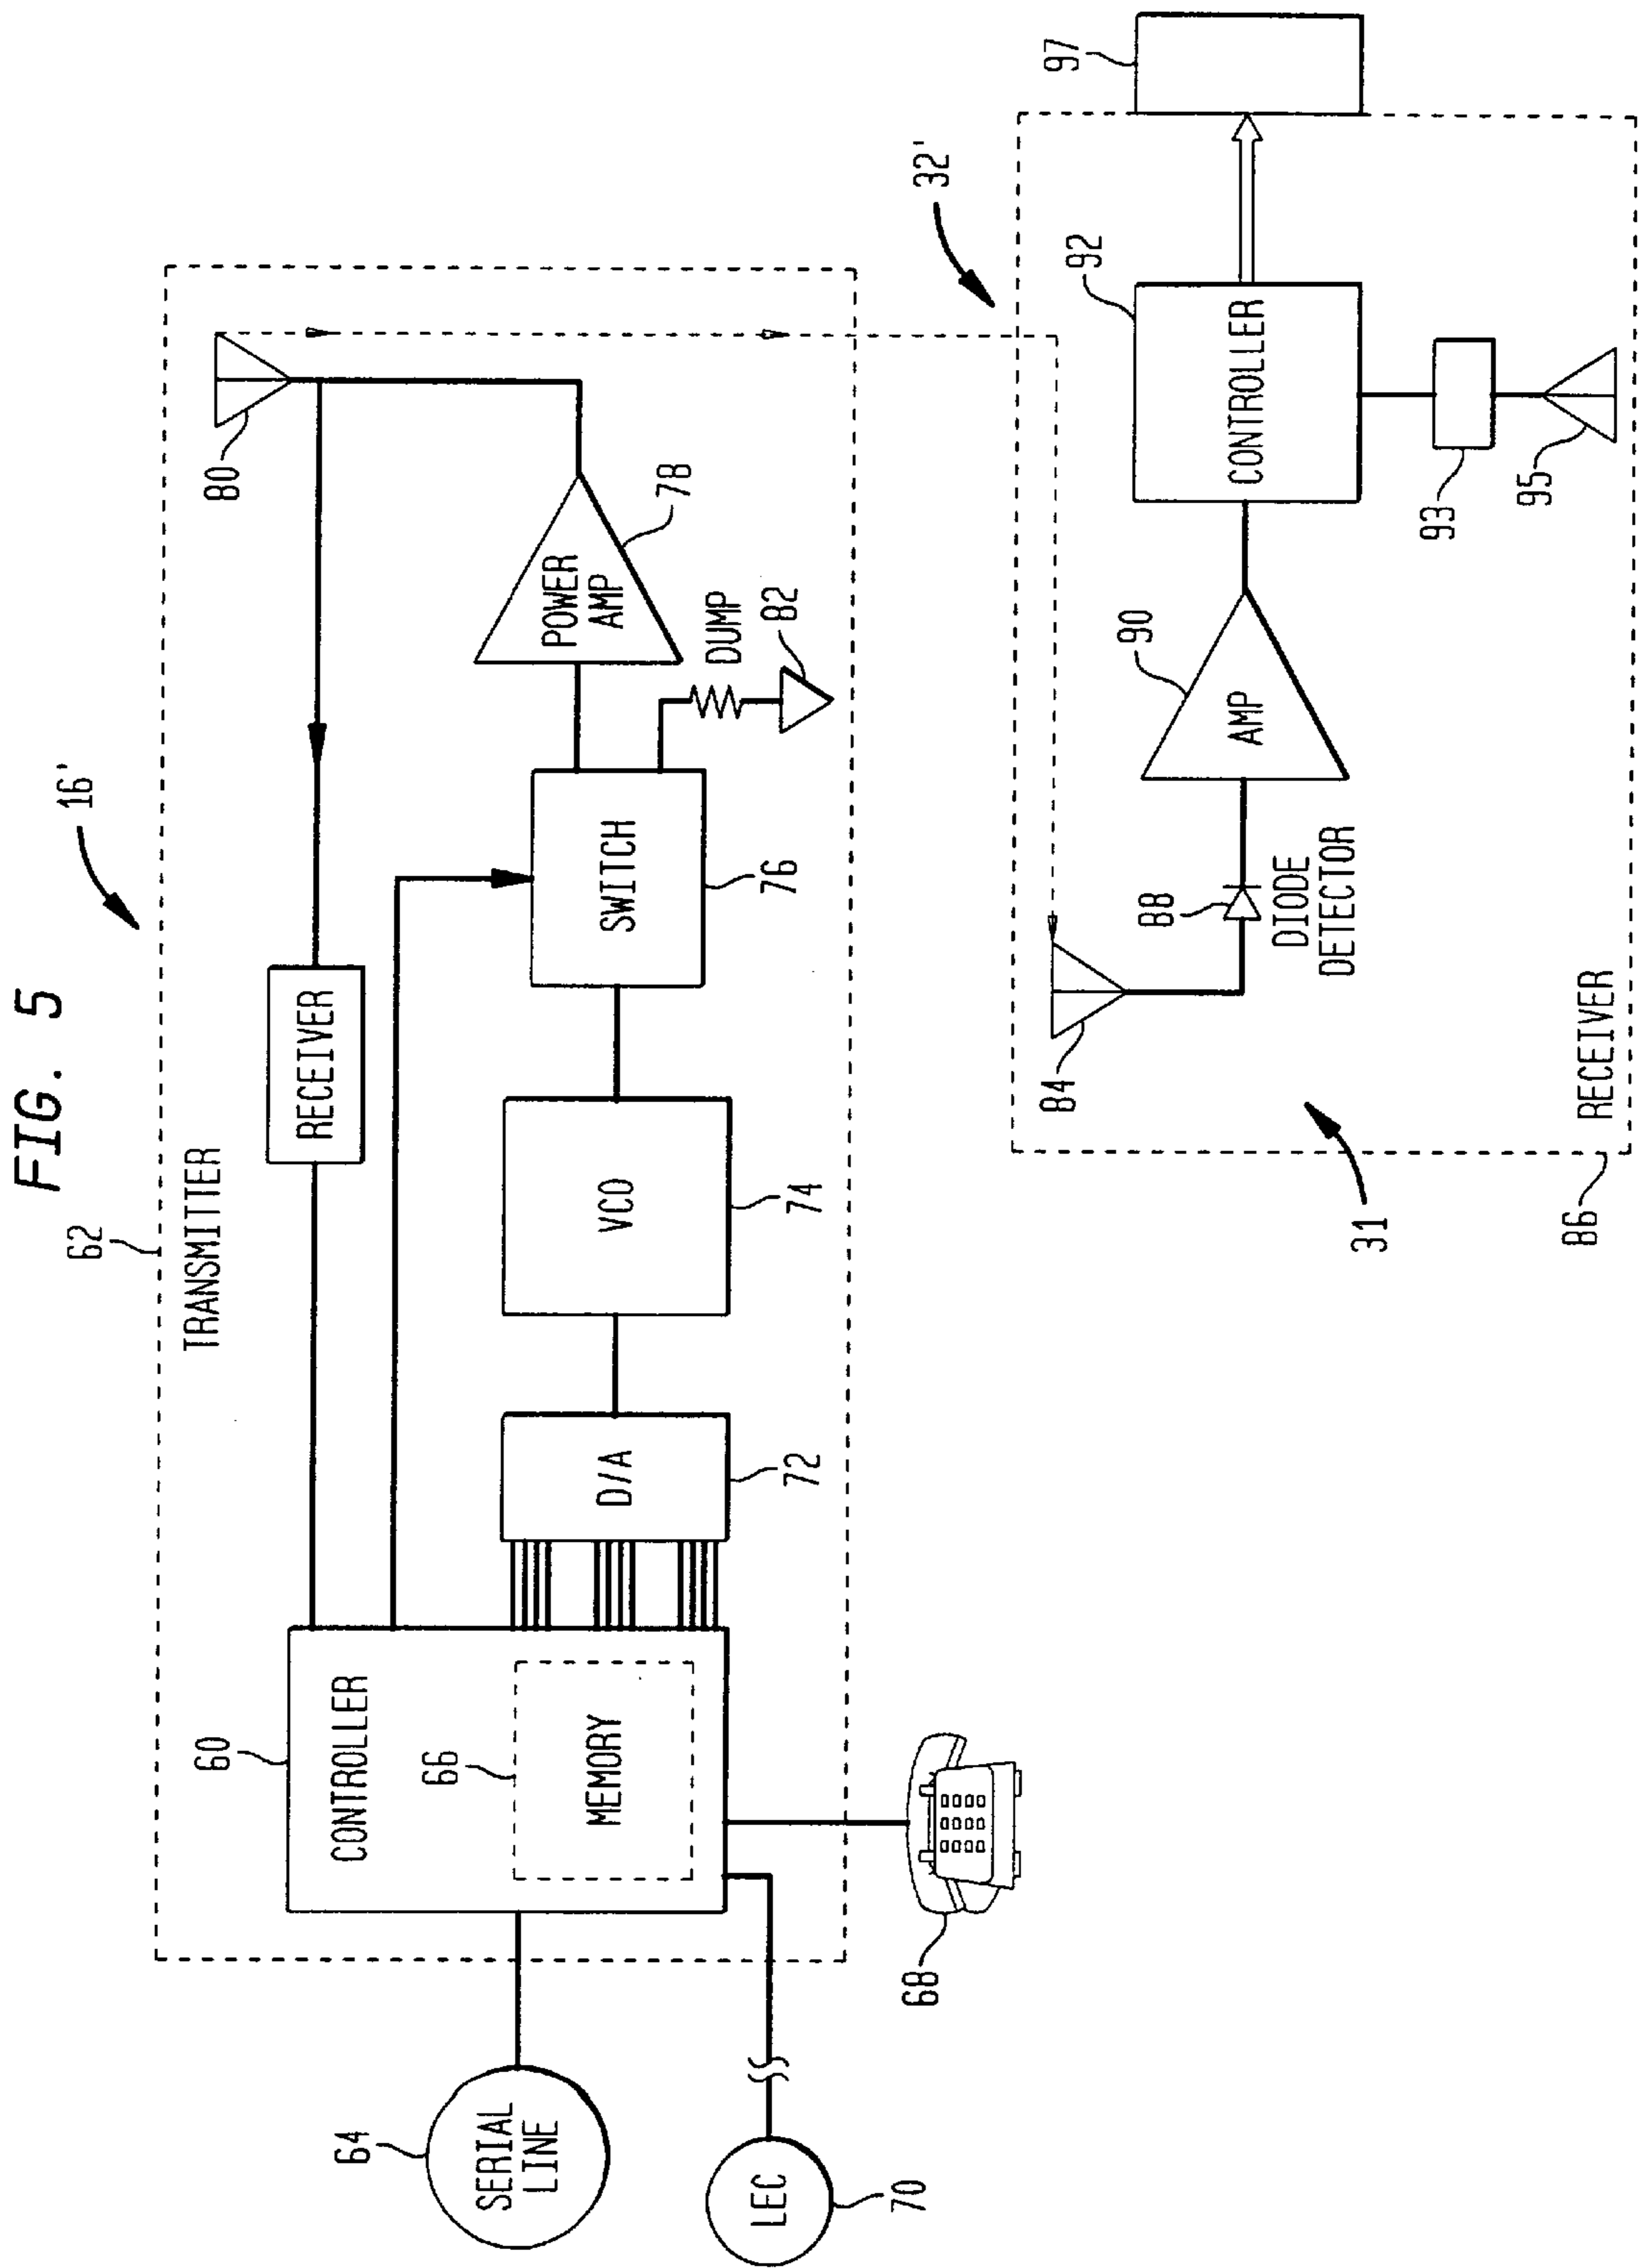 FIG. 5
16'
62
TRANSMITTER
RECEIVER
80
60
CONTROLLER
66
MEMORY
64
SERIAL
LINE
LEC
70
68
D/A
72
VCO
74
SWITCH
76
POWER
AMP
78
DUMP
82
32'
84
88
DIODE
DETECTOR
90
AMP
92
CONTROLLER
93
95
97
31
RECEIVER
86